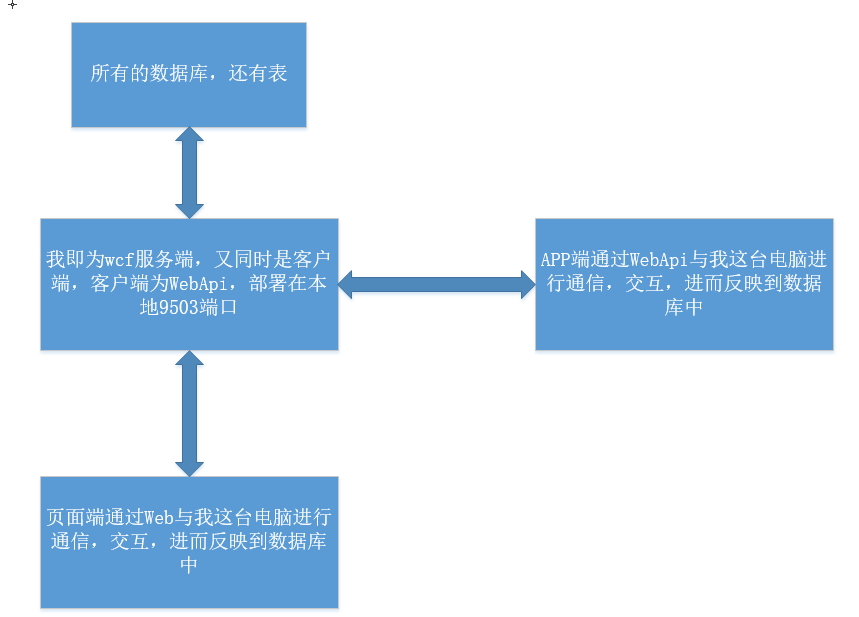 所有的数据库，还有表
我即为wcf服务端，又同时是客户
端，客户端为WebApi，部署在本
地9503端口
APP端通过WebApi与我这台电脑进
行通信，交互，进而反映到数据
库中
页面端通过Web与我这台电脑进行
通信，交互，进而反映到数据库
中